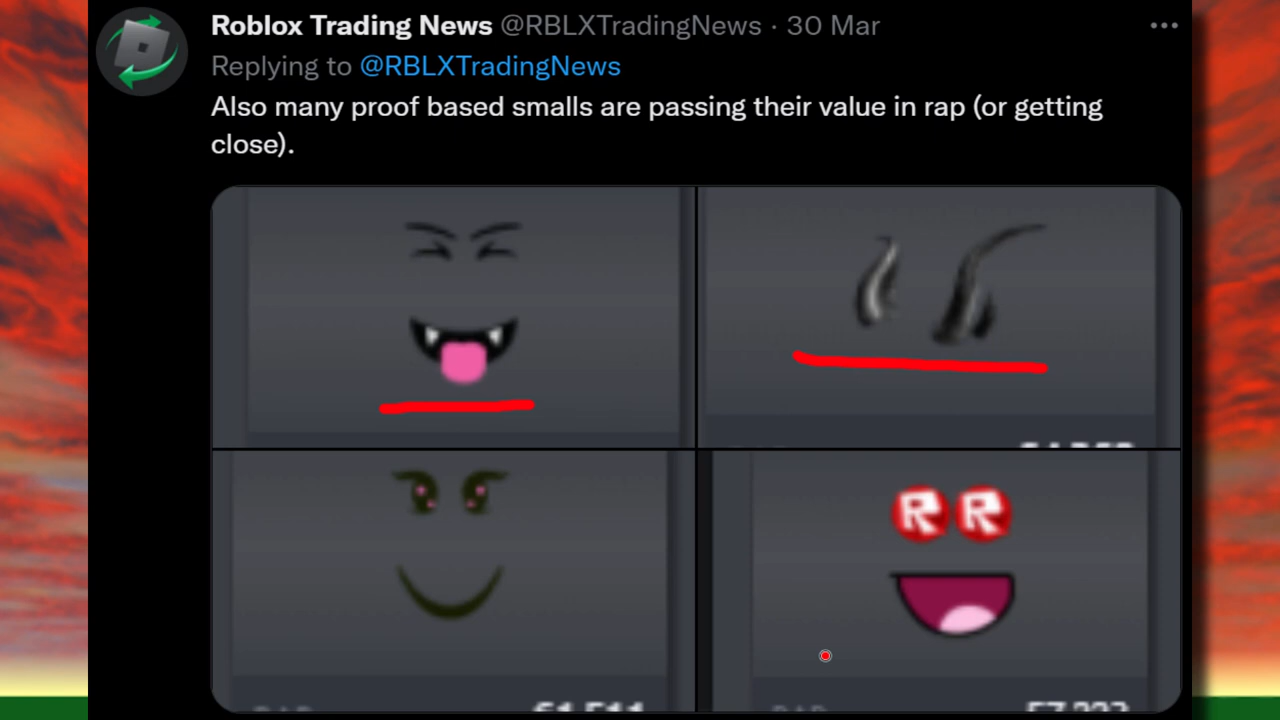 Roblox Trading News @RBLXTradingNews · 30 Mar
Replying to @RBLXTradingNews
Also many proof based smalls are passing their value in rap (or getting
close).
R R